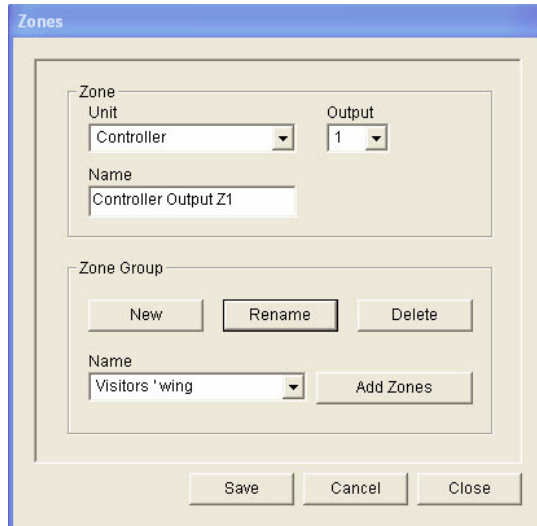 Zones
Zone
Unit Output
Controller 1
Name
Controller Output Z1
Zone Group
New Rename Delete
Name
Visitors 'wing Add Zones
Save Cancel Close